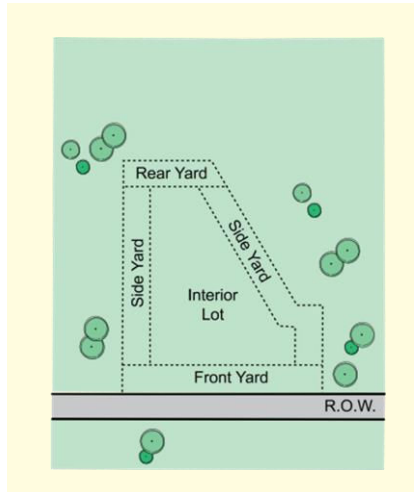 Rear Yard
Side Yard
Side Yard
Interior
Lot
Front Yard
R.O.W.